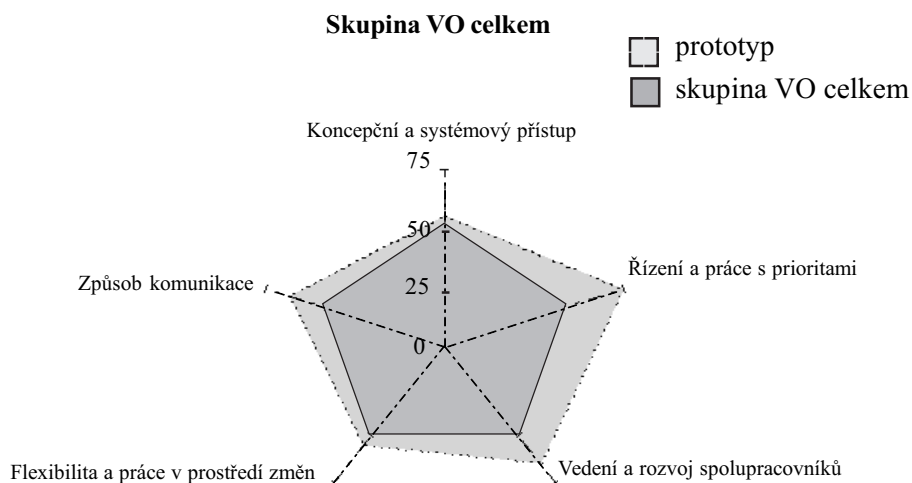 Skupina VO celkem
prototyp
skupina VO celkem
Koncepční a systémový přístup
75
50
25
0
Řízení a práce s prioritami
Způsob komunikace
Flexibilita a práce v prostředí změn
Vedení a rozvoj spolupracovníků